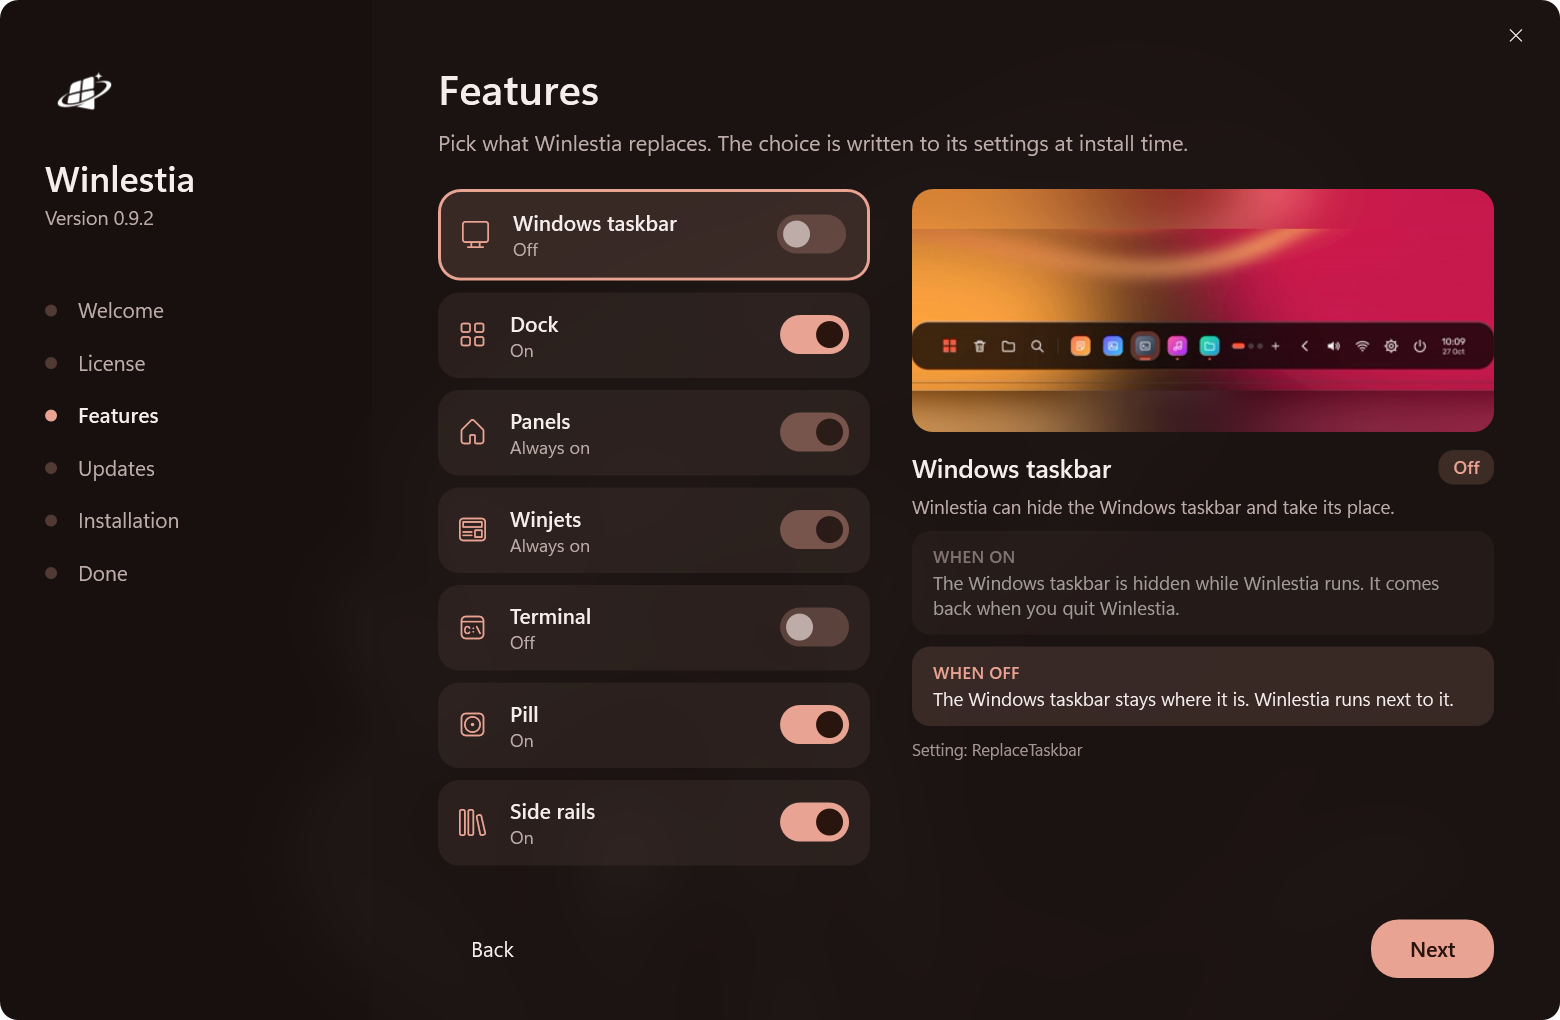 Winlestia
Version 0.9.2
Welcome
License
Features
Updates
Installation
Done
Features
Pick what Winlestia replaces. The choice is written to its settings at install time.
Windows taskbar
Off
Dock
On
Panels
Always on
Winjets
Always on
C:\
Terminal
Off
Pill
On
Side rails
On
10:09
27 Oct
Windows taskbar
Off
Winlestia can hide the Windows taskbar and take its place.
WHEN ON
The Windows taskbar is hidden while Winlestia runs. It comes
back when you quit Winlestia.
WHEN OFF
The Windows taskbar stays where it is. Winlestia runs next to it.
Setting: ReplaceTaskbar
Back
Next